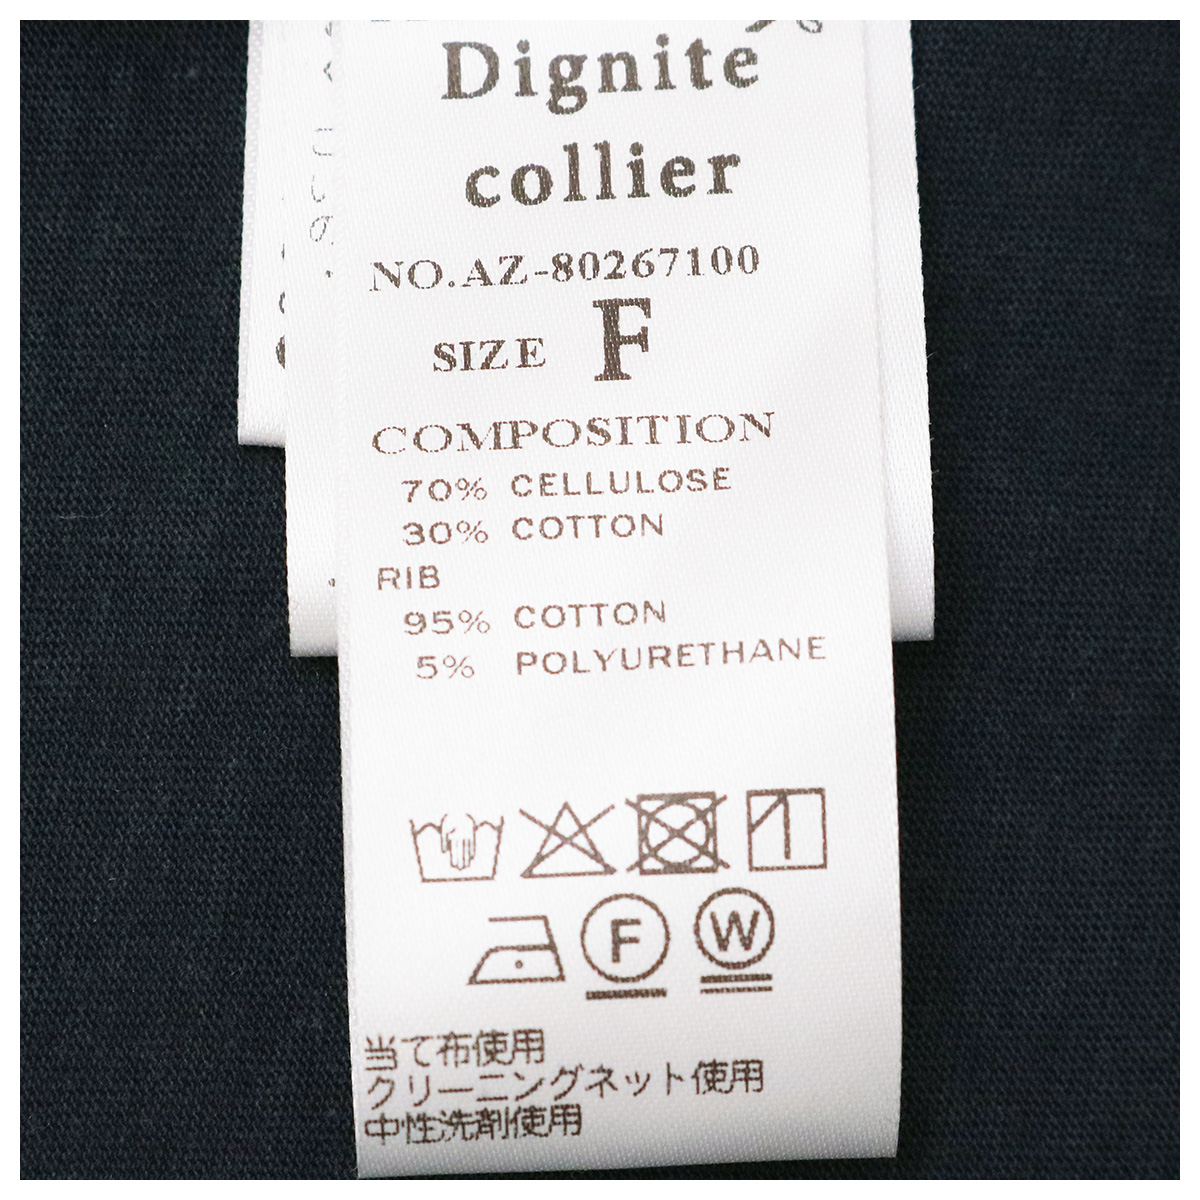 Dignite
collier
NO.AZ-80267100
SIZE F
COMPOSITION
70% CELLULOSE
30% COTTON
RIB
95% COTTON
5% POLYURETHANE
F W
当て布使用
クリーニングネット使用
中性洗剤使用